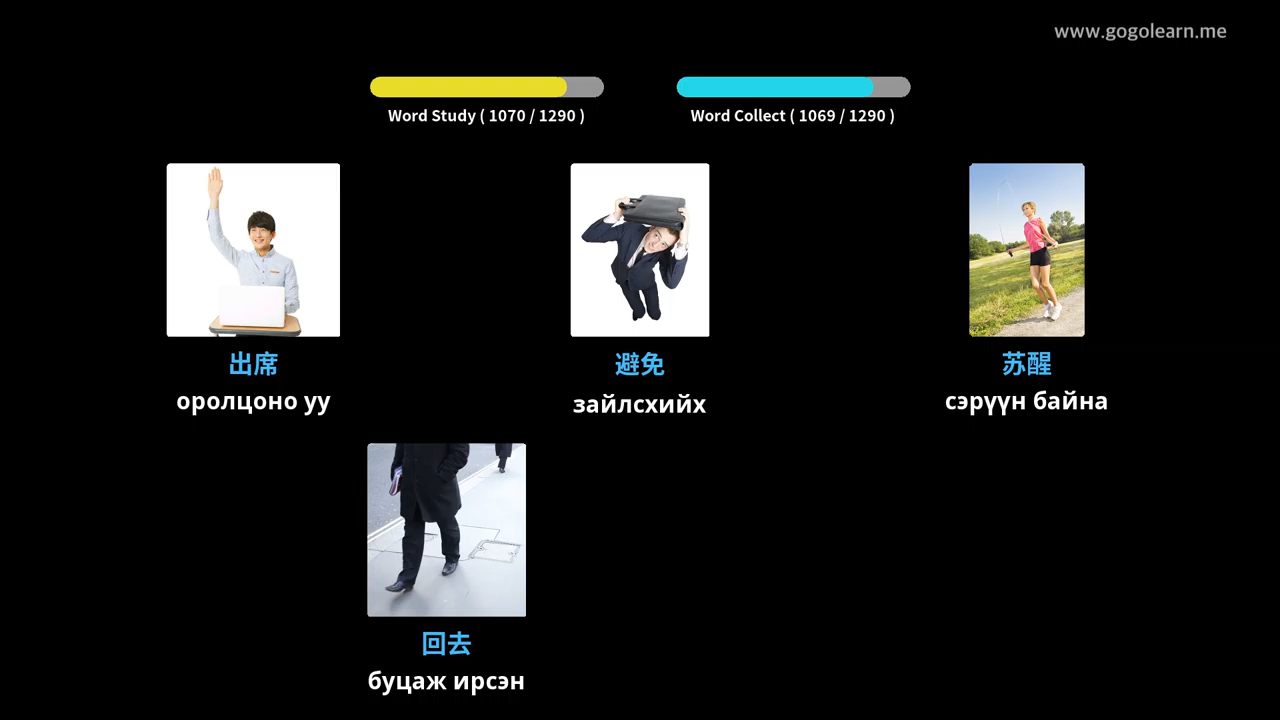 www.gogolearn.me
Word Study ( 1070 / 1290 )
Word Collect ( 1069 / 1290 )
出席
避免
苏醒
оролцоно уу
зайлсхийх
сэрүүн байна
回去
буцаж ирсэн